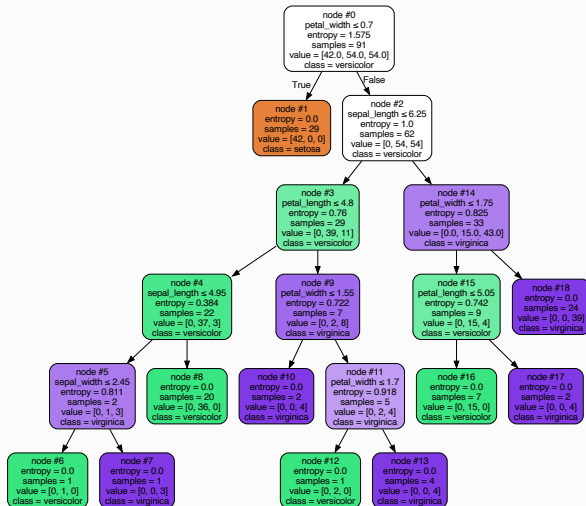 node #0
petal_width ≤ 0.7
entropy = 1.575
samples = 91
value = [42.0, 54.0, 54.0]
class = versicolor
True
False
node #1
entropy = 0.0
samples = 29
value = [42, 0, 0]
class = setosa
node #2
sepal_length ≤ 6.25
entropy = 1.0
samples = 62
value = [0, 54, 54]
class = versicolor
node #3
petal_length ≤ 4.8
entropy = 0.76
samples = 29
value = [0, 39, 11]
class = versicolor
node #14
petal_width ≤ 1.75
entropy = 0.825
samples = 33
value = [0.0, 15.0, 43.0]
class = virginica
node #4
sepal_length ≤ 4.95
entropy = 0.384
samples = 22
value = [0, 37, 3]
class = versicolor
node #9
petal_width ≤ 1.55
entropy = 0.722
samples = 7
value = [0, 2, 8]
class = virginica
node #15
petal_length ≤ 5.05
entropy = 0.742
samples = 9
value = [0, 15, 4]
class = versicolor
node #18
entropy = 0.0
samples = 24
value = [0, 0, 39]
class = virginica
node #5
sepal_width ≤ 2.45
entropy = 0.811
samples = 2
value = [0, 1, 3]
class = virginica
node #8
entropy = 0.0
samples = 20
value = [0, 36, 0]
class = versicolor
node #10
entropy = 0.0
samples = 2
value = [0, 0, 4]
class = virginica
node #11
petal_width ≤ 1.7
entropy = 0.918
samples = 5
value = [0, 2, 4]
class = virginica
node #16
entropy = 0.0
samples = 7
value = [0, 15, 0]
class = versicolor
node #17
entropy = 0.0
samples = 2
value = [0, 0, 4]
class = virginica
node #6
entropy = 0.0
samples = 1
value = [0, 1, 0]
class = versicolor
node #7
entropy = 0.0
samples = 1
value = [0, 0, 3]
class = virginica
node #12
entropy = 0.0
samples = 1
value = [0, 2, 0]
class = versicolor
node #13
entropy = 0.0
samples = 4
value = [0, 0, 4]
class = virginica